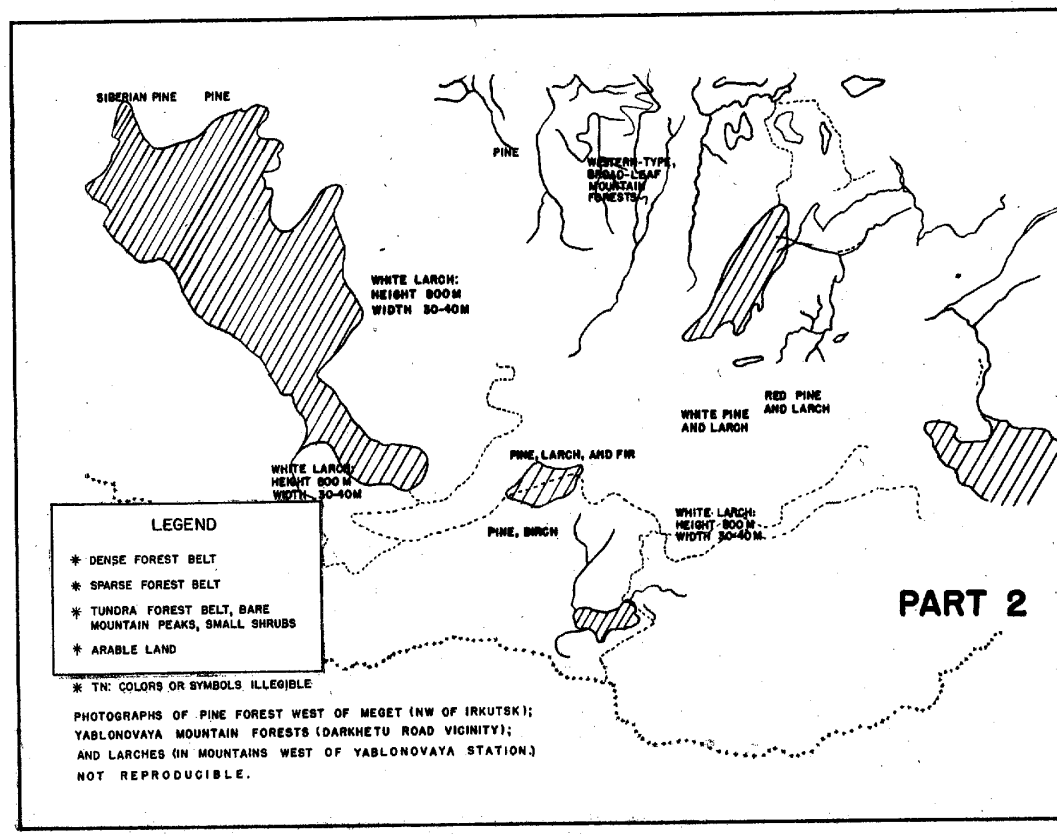 SIBERIAN PINE PINE
PINE
WESTERN-TYPE,
BROAD-LEAF
MOUNTAIN
FORESTS
WHITE LARCH:
HEIGHT 800 M
WIDTH 30-40 M
WHITE PINE
AND LARCH
RED PINE
AND LARCH
PINE, LARCH, AND FIR
WHITE LARCH:
HEIGHT 800 M
WIDTH 30-40M
PINE, BIRCH
WHITE LARCH:
HEIGHT 800 M
WIDTH 30-40M
PART 2
LEGEND
* DENSE FOREST BELT
* SPARSE FOREST BELT
* TUNDRA FOREST BELT, BARE
MOUNTAIN PEAKS, SMALL SHRUBS
* ARABLE LAND
* TN: COLORS OR SYMBOLS ILLEGIBLE
PHOTOGRAPHS OF PINE FOREST WEST OF MEGET (NW OF IRKUTSK);
YABLONOVAYA MOUNTAIN FORESTS (DARKHETU ROAD VICINITY);
AND LARCHES (IN MOUNTAINS WEST OF YABLONOVAYA STATION.)
NOT REPRODUCIBLE.